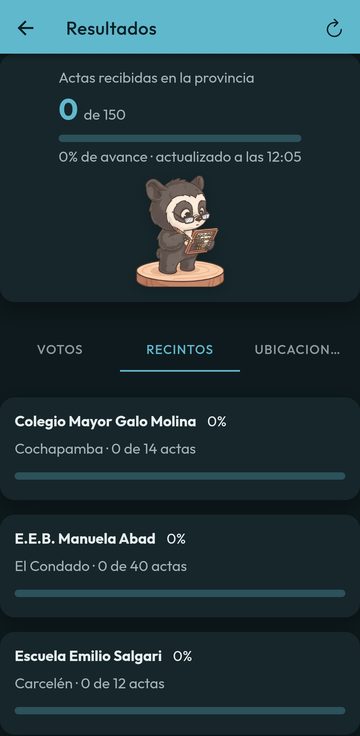 Resultados
Actas recibidas en la provincia
0 de 150
0% de avance · actualizado a las 12:05
VOTOS RECINTOS UBICACION…
Colegio Mayor Galo Molina 0%
Cochapamba · 0 de 14 actas
E.E.B. Manuela Abad 0%
El Condado · 0 de 40 actas
Escuela Emilio Salgari 0%
Carcelén · 0 de 12 actas